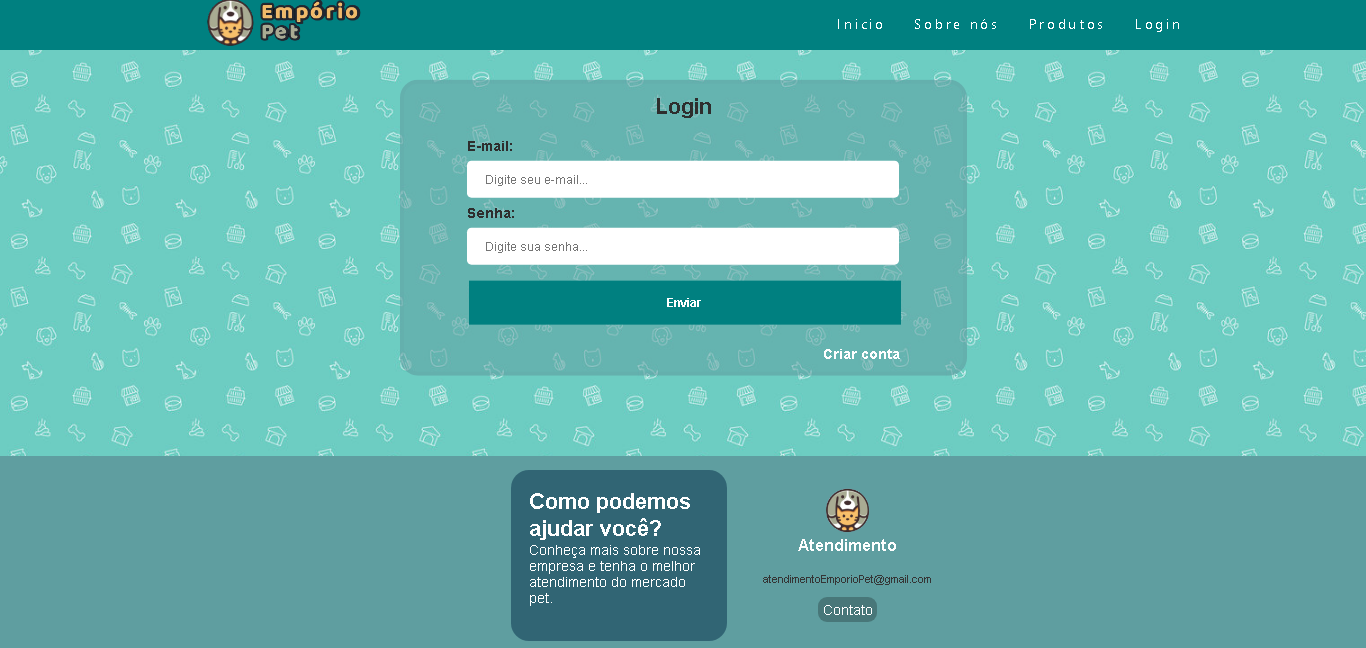 Empório
Pet
Inicio Sobre nós Produtos Login
Login
E-mail:
Digite seu e-mail...
Senha:
Digite sua senha...
Enviar
Criar conta
Como podemos
ajudar você?
Conheça mais sobre nossa
empresa e tenha o melhor
atendimento do mercado
pet.
Atendimento
atendimentoEmporioPet@gmail.com
Contato